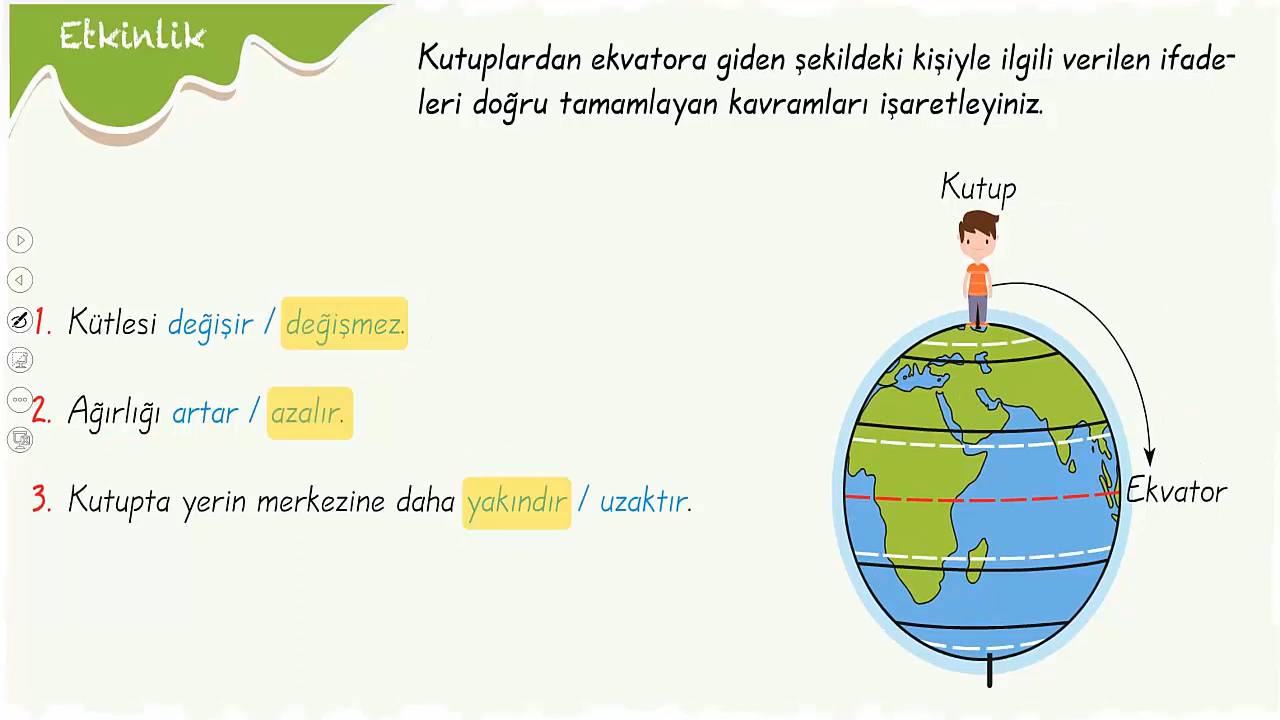 Etkinlik
Kutuplardan ekvatora giden şekildeki kişiyle ilgili verilen ifade-
leri doğru tamamlayan kavramları işaretleyiniz.
Kutup
1. Kütlesi değişir / değişmez.
2. Ağırlığı artar / azalır.
3. Kutupta yerin merkezine daha yakındır / uzaktır.
Ekvator